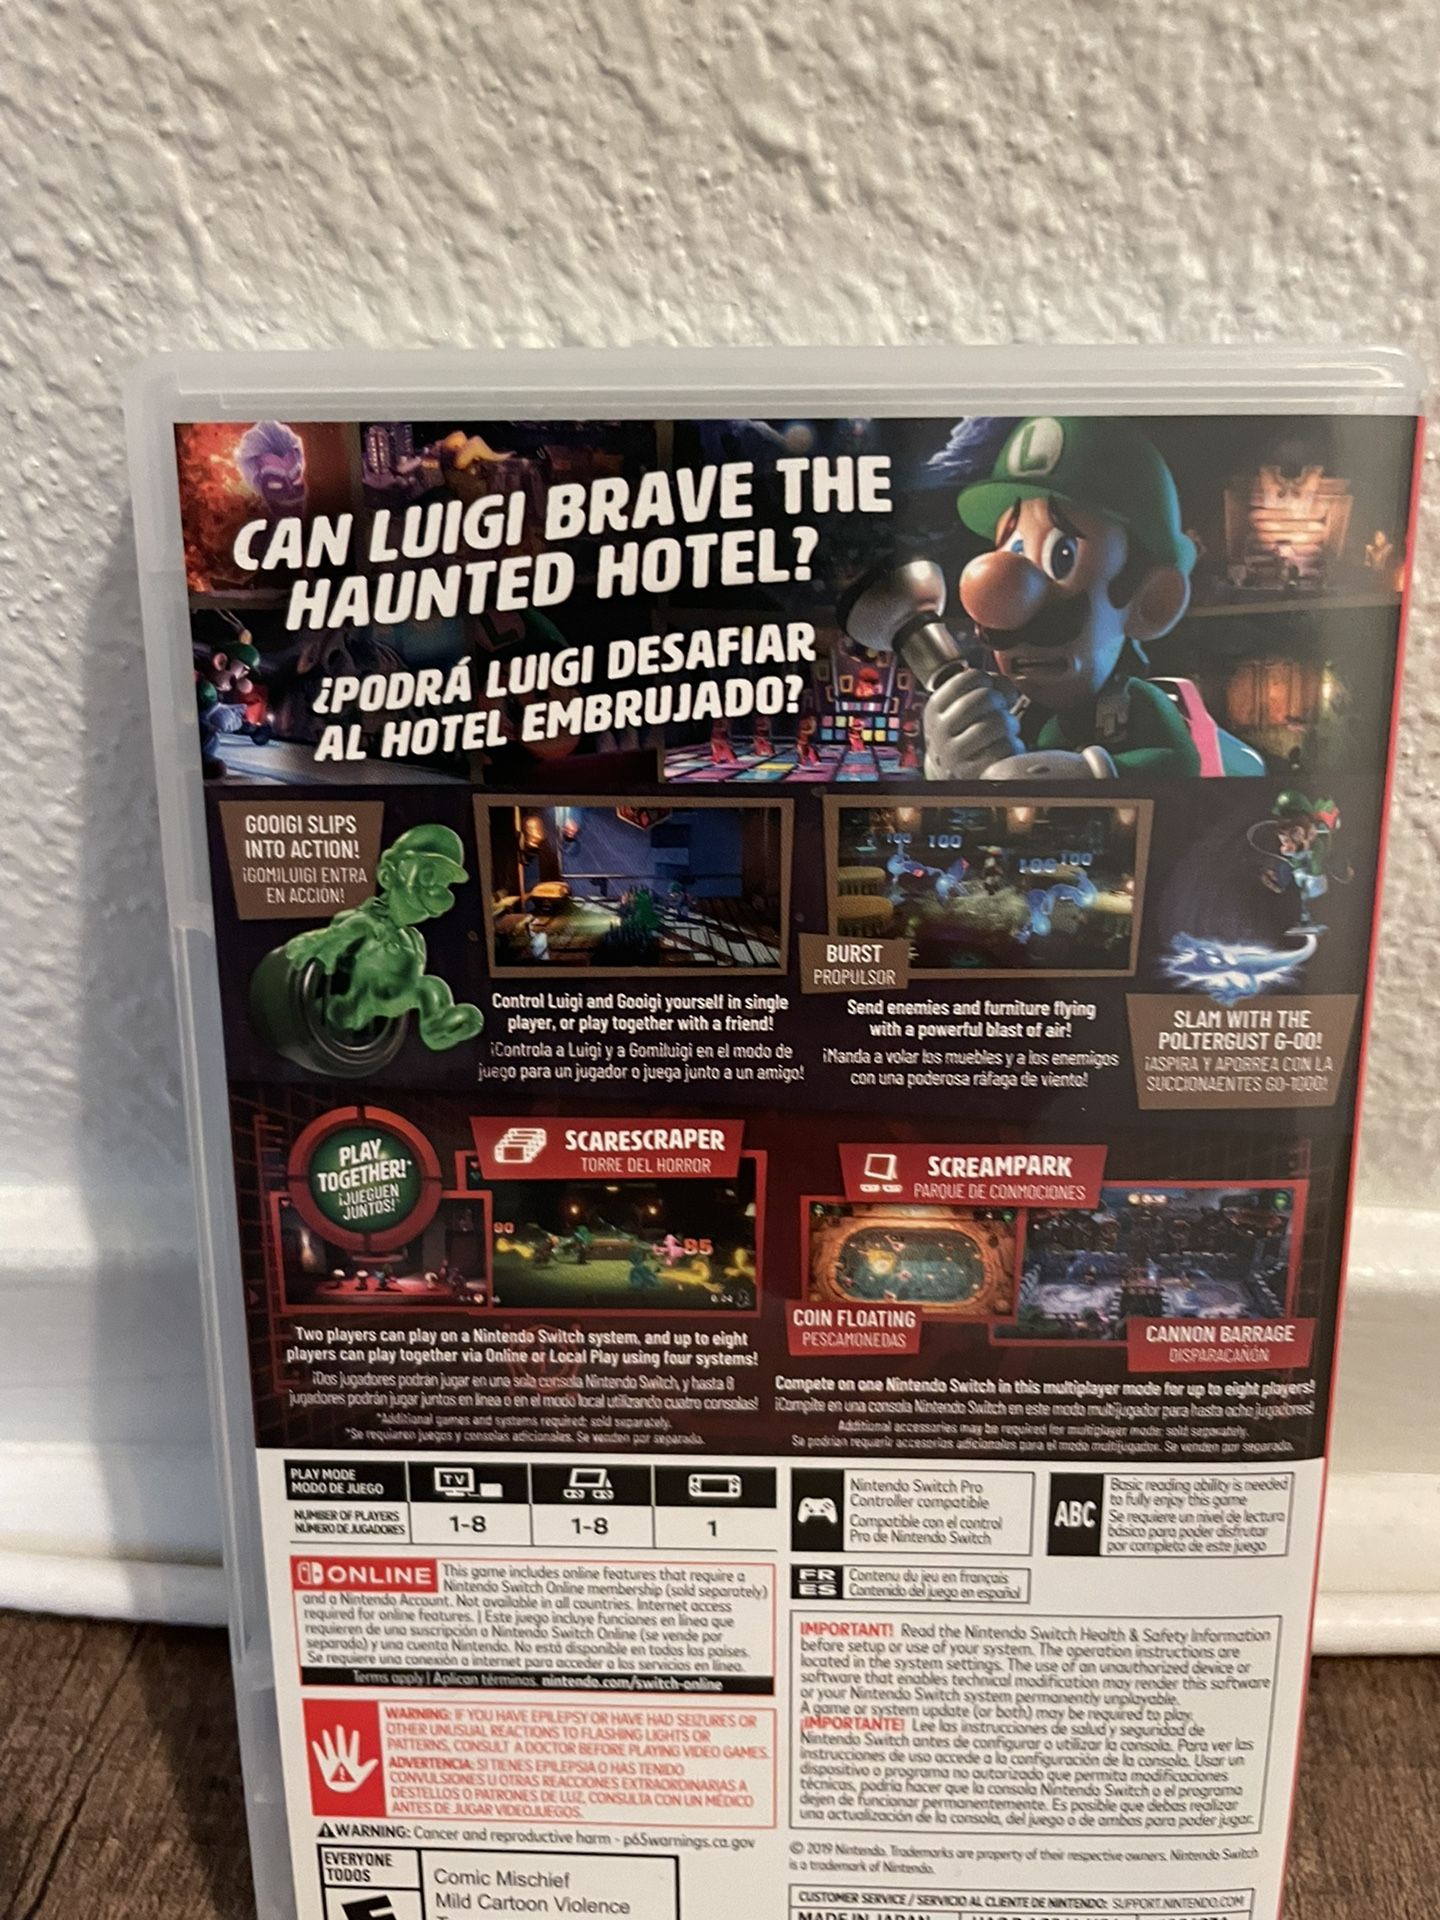 CAN LUIGI BRAVE THE
HAUNTED HOTEL?
¿PODRÁ LUIGI DESAFIAR
AL HOTEL EMBRUJADO?
L
GOOIGI SLIPS
INTO ACTION!
¡GOMILUIGI ENTRA
EN ACCIÓN!
Control Luigi and Gooigi yourself in single
player, or play together with a friend!
¡Controla a Luigi y a Gomiluigi en el modo de
juego para un jugador o juega junto a un amigo!
100 100
100 100
BURST
PROPULSOR
Send enemies and furniture flying
with a powerful blast of air!
¡Manda a volar los muebles y a los enemigos
con una poderosa ráfaga de viento!
SLAM WITH THE
POLTERGUST G-00!
¡ASPIRA Y APORREA CON LA
SUCCIONAENTES GO-1000!
PLAY
TOGETHER!*
¡JUEGUEN
JUNTOS!*
SCARESCRAPER
TORRE DEL HORROR
90
95
Two players can play on a Nintendo Switch system, and up to eight
players can play together via Online or Local Play using four systems!
¡Dos jugadores podrán jugar en una sola consola Nintendo Switch, y hasta 8
jugadores podrán jugar juntos en línea o en el modo local utilizando cuatro consolas!
*Additional games and systems required; sold separately.
*Se requieren juegos y consolas adicionales. Se venden por separado.
SCREAMPARK
PARQUE DE CONMOCIONES
COIN FLOATING
PESCAMONEDAS
CANNON BARRAGE
DISPARACAÑÓN
Compete on one Nintendo Switch in this multiplayer mode for up to eight players!
¡Compite en una consola Nintendo Switch en este modo multijugador para hasta ocho jugadores!
Additional accessories may be required for multiplayer mode; sold separately.
Se podrían requerir accesorios adicionales para el modo multijugador. Se venden por separado.
PLAY MODE
MODO DE JUEGO
TV
NUMBER OF PLAYERS
NÚMERO DE JUGADORES
1-8
1-8
1
Nintendo Switch Pro
Controller compatible
Compatible con el control
Pro de Nintendo Switch
ABC
Basic reading ability is needed
to fully enjoy this game
Se requiere un nivel de lectura
básico para poder disfrutar
por completo de este juego
FR
ES
Contenu du jeu en français
Contenido del juego en español
ONLINE
This game includes online features that require a
Nintendo Switch Online membership (sold separately)
and a Nintendo Account. Not available in all countries. Internet access
required for online features. | Este juego incluye funciones en línea que
requieren de una suscripción a Nintendo Switch Online (se vende por
separado) y una cuenta Nintendo. No está disponible en todos los países.
Se requiere una conexión a internet para acceder a los servicios en línea.
Terms apply | Aplican términos. nintendo.com/switch-online
WARNING: IF YOU HAVE EPILEPSY OR HAVE HAD SEIZURES OR
OTHER UNUSUAL REACTIONS TO FLASHING LIGHTS OR
PATTERNS, CONSULT A DOCTOR BEFORE PLAYING VIDEO GAMES.
ADVERTENCIA: SI TIENES EPILEPSIA O HAS TENIDO
CONVULSIONES U OTRAS REACCIONES EXTRAORDINARIAS A
DESTELLOS O PATRONES DE LUZ, CONSULTA CON UN MÉDICO
ANTES DE JUGAR VIDEOJUEGOS.
WARNING: Cancer and reproductive harm - p65warnings.ca.gov
IMPORTANT! Read the Nintendo Switch Health & Safety Information
before setup or use of your system. The operation instructions are
located in the system settings. The use of an unauthorized device or
software that enables technical modification may render this software
or your Nintendo Switch system permanently unplayable.
A game or system update (or both) may be required to play.
¡IMPORTANTE! Lee las instrucciones de salud y seguridad de
Nintendo Switch antes de configurar o utilizar la consola. Para ver las
instrucciones de uso accede a la configuración de la consola. Usar un
dispositivo o programa no autorizado que permita modificaciones
técnicas, podría hacer que la consola Nintendo Switch o el programa
dejen de funcionar permanentemente. Es posible que debas realizar
una actualización de la consola, del juego o de ambos para poder jugar.
© 2019 Nintendo. Trademarks are property of their respective owners. Nintendo Switch
is a trademark of Nintendo.
EVERYONE
TODOS
E
Comic Mischief
Mild Cartoon Violence
CUSTOMER SERVICE / SERVICIO AL CLIENTE DE NINTENDO: SUPPORT.NINTENDO.COM
MADE IN JAPAN